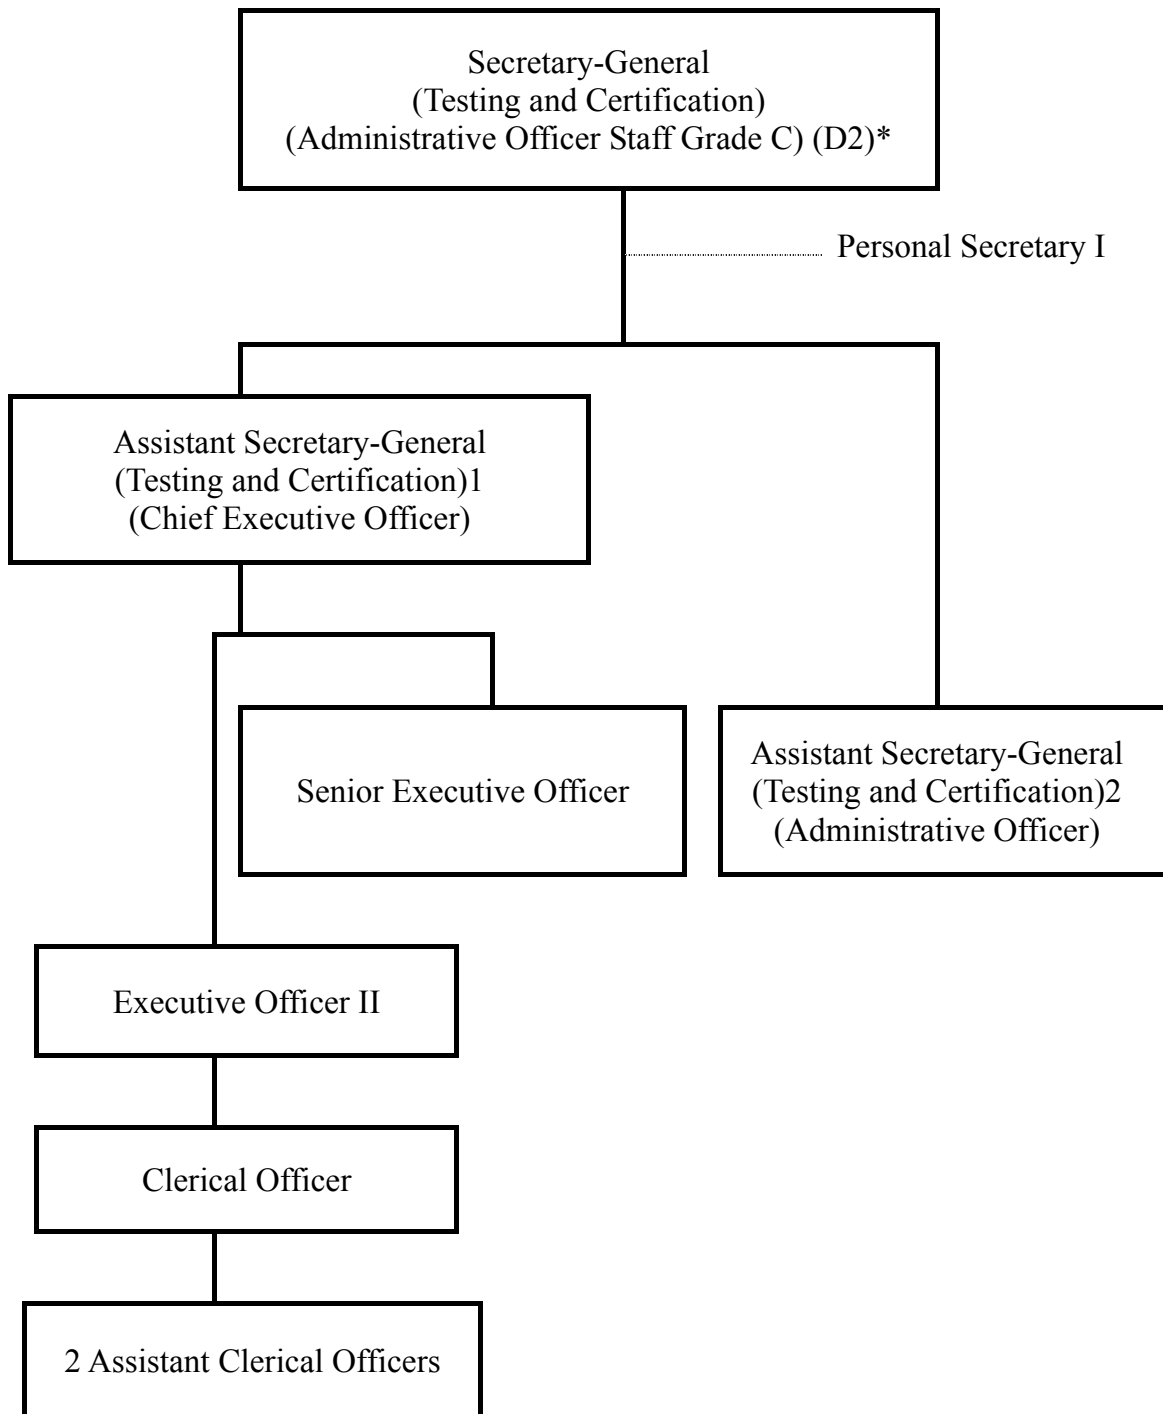 Secretary-General
(Testing and Certification)
(Administrative Officer Staff Grade C) (D2)*
Personal Secretary I
Assistant Secretary-General
(Testing and Certification)1
(Chief Executive Officer)
Senior Executive Officer
Assistant Secretary-General
(Testing and Certification)2
(Administrative Officer)
Executive Officer II
Clerical Officer
2 Assistant Clerical Officers